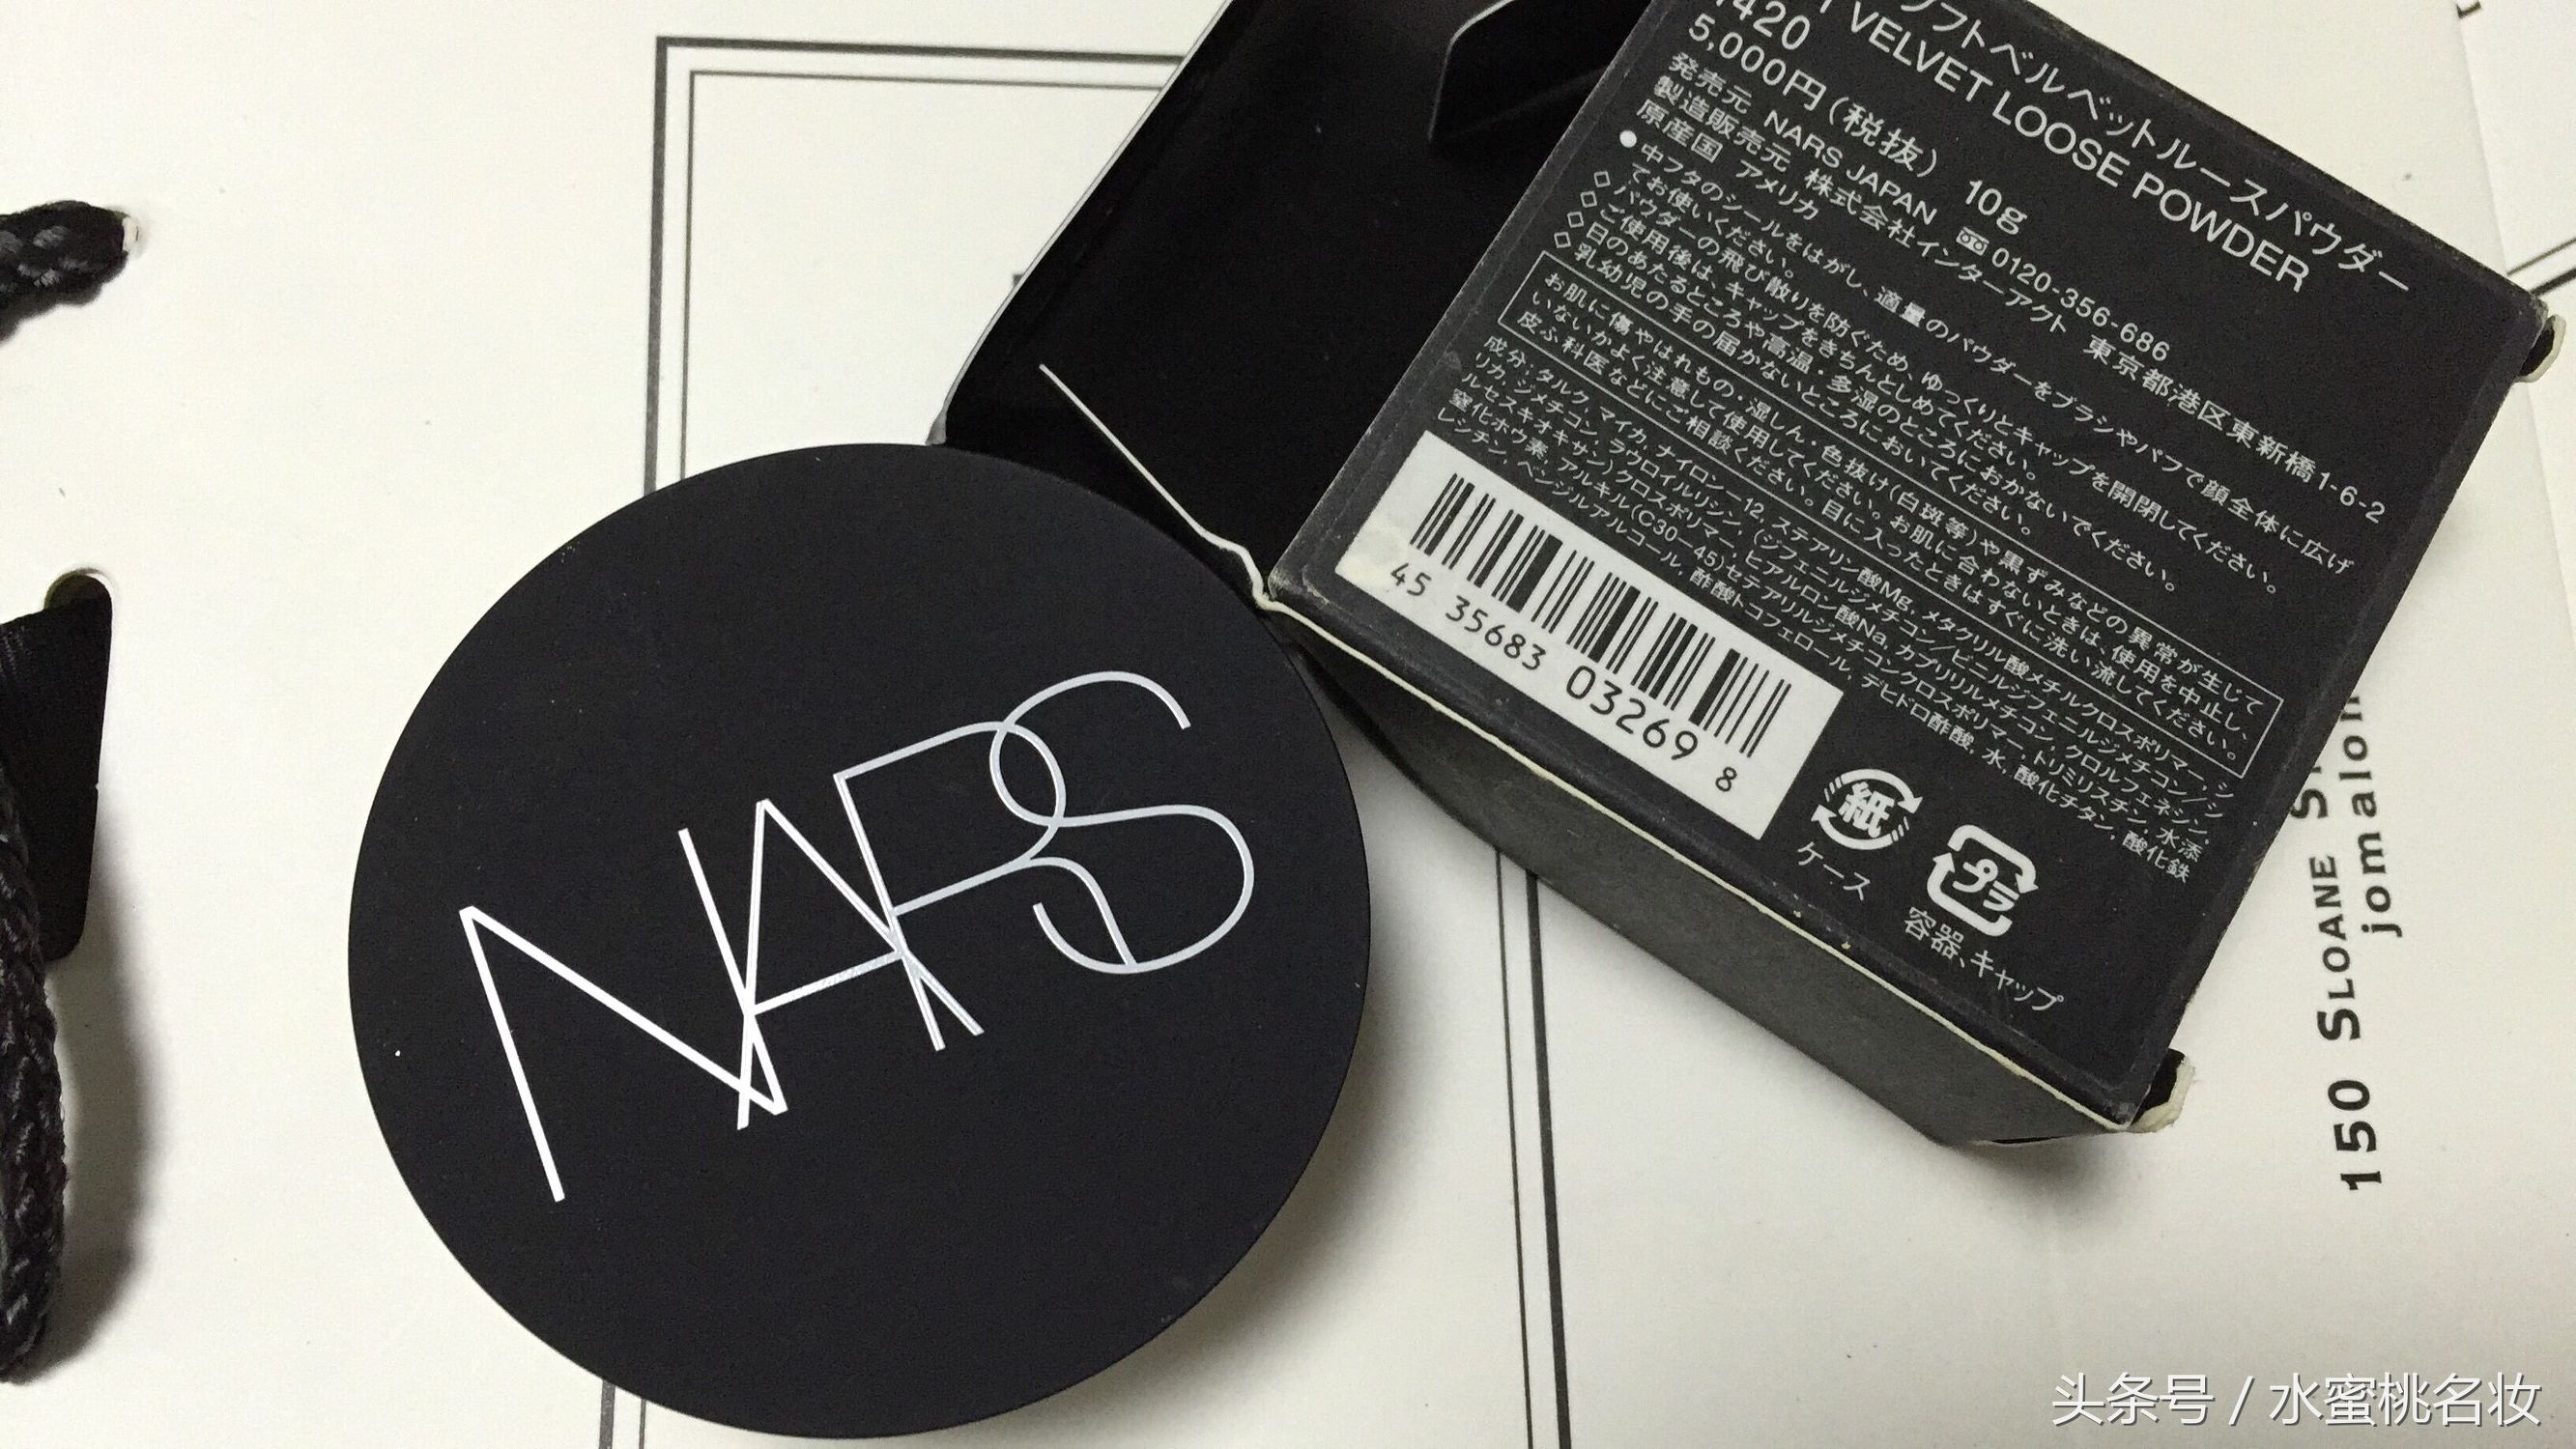 ソフトベルベットルースパウダー
VELVET LOOSE POWDER
1420
5,000円(税抜) 10g
発売元 NARS JAPAN 0120-356-686
製造販売元 株式会社インターアクト 東京都港区東新橋1-6-2
原産国 アメリカ
●中フタのシールをはがし、適量のパウダーをブラシやパフで顔全体に広げ
てお使いください。
◇パウダーの飛び散りを防ぐため、ゆっくりとキャップを開閉してください。
◇ご使用後は、キャップをきちんとしめてください。
◇日のあたるところや高温・多湿のところにおかないでください。
◇乳幼児の手の届かないところにおいてください。
お肌に傷やはれもの・湿しん・色抜け(白斑等)や黒ずみなどの異常が生じて
いないかよく注意して使用してください。お肌に合わないときは、使用を中止し、
皮ふ科医などにご相談ください。目に入ったときはすぐに洗い流してください。
成分:タルク, マイカ, ナイロン-12, ステアリン酸Mg, メタクリル酸メチルクロスポリマー, シ
リカ, ジメチコン, ラウロイルリシン, (ジフェニルジメチコン/ビニルジフェニルジメチコン/シ
ルセスキオキサン)クロスポリマー, ヒアルロン酸Na, カプリリルメチコン, クロルフェネシン,
窒化ホウ素, アルキル(C30-45)セテアリルジメチコンクロスポリマー, トリミリスチン, 水添
レシチン, ベンジルアルコール, 酢酸トコフェロール, デヒドロ酢酸, 水, 酸化チタン, 酸化鉄
45 35683 03269 8
紙
ケース
プラ
容器、キャップ
NARS
150 SLOANE S
jomalon
头条号 / 水蜜桃名妆